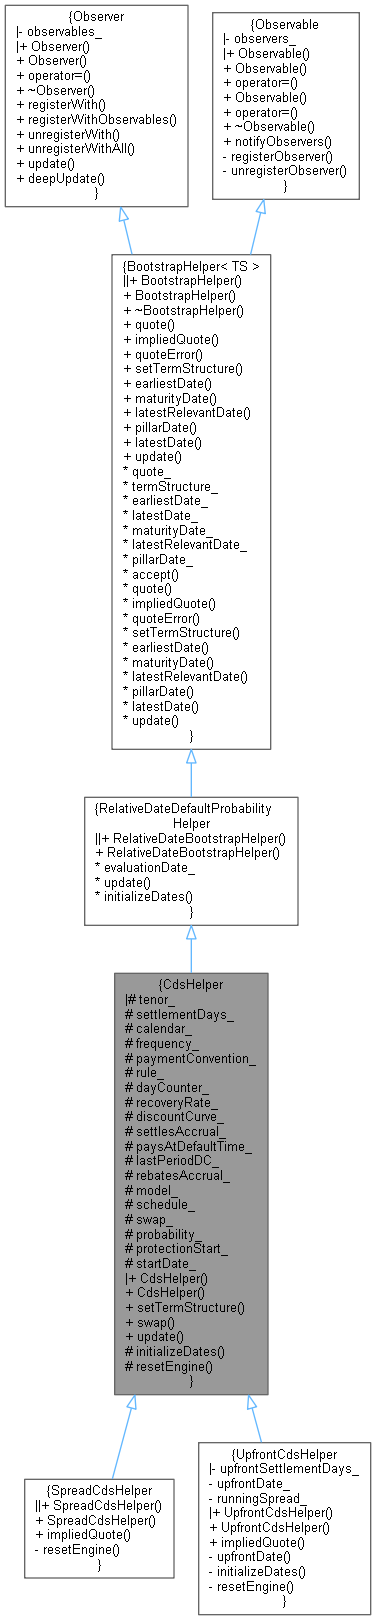 {Observer
|- observables_
|+ Observer()
+ Observer()
+ operator=()
+ ~Observer()
+ registerWith()
+ registerWithObservables()
+ unregisterWith()
+ unregisterWithAll()
+ update()
+ deepUpdate()
}
{Observable
|- observers_
|+ Observable()
+ Observable()
+ operator=()
+ Observable()
+ operator=()
+ ~Observable()
+ notifyObservers()
- registerObserver()
- unregisterObserver()
}
{BootstrapHelper< TS >
||+ BootstrapHelper()
+ BootstrapHelper()
+ ~BootstrapHelper()
+ quote()
+ impliedQuote()
+ quoteError()
+ setTermStructure()
+ earliestDate()
+ maturityDate()
+ latestRelevantDate()
+ pillarDate()
+ latestDate()
+ update()
* quote_
* termStructure_
* earliestDate_
* latestDate_
* maturityDate_
* latestRelevantDate_
* pillarDate_
* accept()
* quote()
* impliedQuote()
* quoteError()
* setTermStructure()
* earliestDate()
* maturityDate()
* latestRelevantDate()
* pillarDate()
* latestDate()
* update()
}
{RelativeDateDefaultProbability
Helper
||+ RelativeDateBootstrapHelper()
+ RelativeDateBootstrapHelper()
* evaluationDate_
* update()
* initializeDates()
}
{CdsHelper
|# tenor_
# settlementDays_
# calendar_
# frequency_
# paymentConvention_
# rule_
# dayCounter_
# recoveryRate_
# discountCurve_
# settlesAccrual_
# paysAtDefaultTime_
# lastPeriodDC_
# rebatesAccrual_
# model_
# schedule_
# swap_
# probability_
# protectionStart_
# startDate_
|+ CdsHelper()
+ CdsHelper()
+ setTermStructure()
+ swap()
+ update()
# initializeDates()
# resetEngine()
}
{SpreadCdsHelper
||+ SpreadCdsHelper()
+ SpreadCdsHelper()
+ impliedQuote()
- resetEngine()
}
{UpfrontCdsHelper
|- upfrontSettlementDays_
- upfrontDate_
- runningSpread_
|+ UpfrontCdsHelper()
+ UpfrontCdsHelper()
+ impliedQuote()
- upfrontDate()
- initializeDates()
- resetEngine()
}